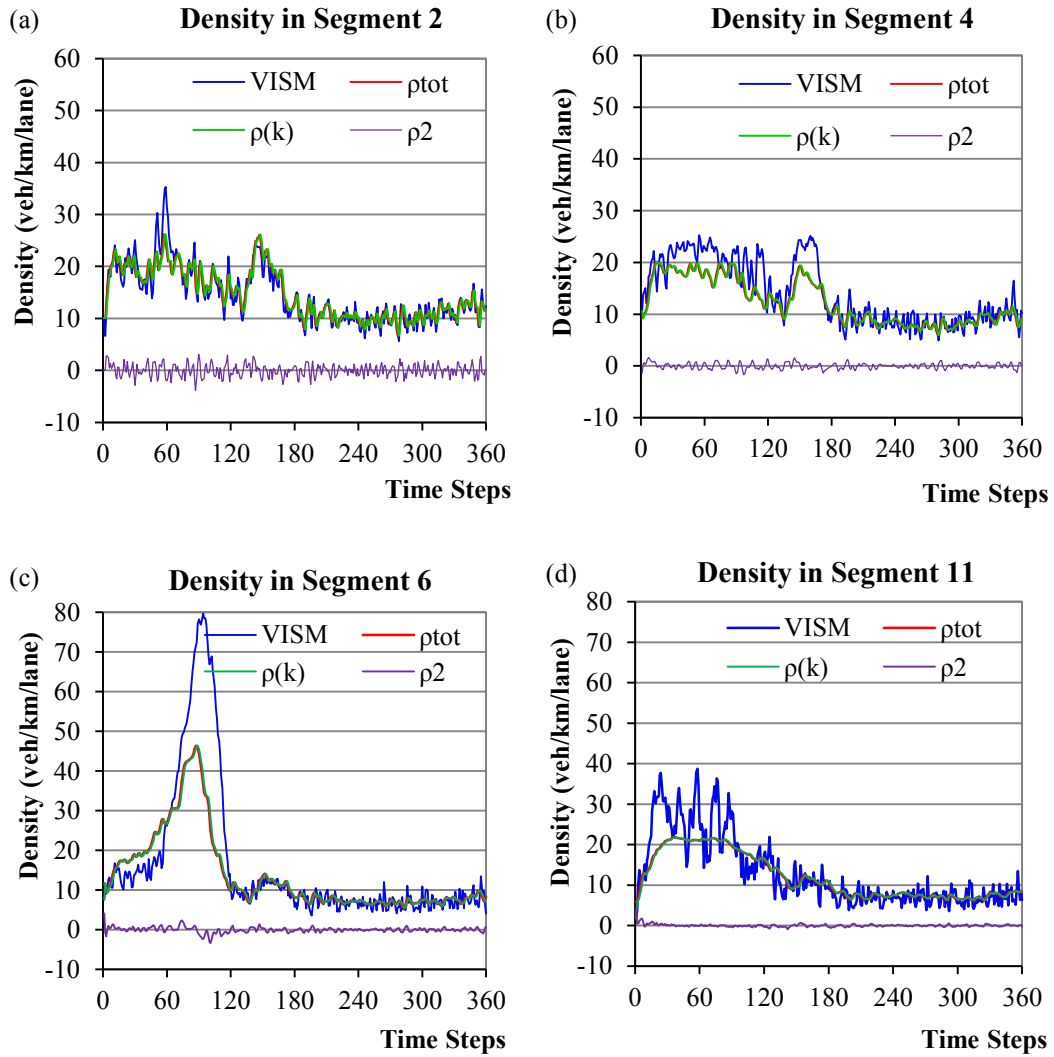 (a) Density in Segment 2
60
50
40
30
20
10
0
-10
Density (veh/km/lane)
VISM ρtot
ρ(k) ρ2
0 60 120 180 240 300 360
Time Steps
(b) Density in Segment 4
60
50
40
30
20
10
0
-10
Density (veh/km/lane)
VISM ρtot
ρ(k) ρ2
0 60 120 180 240 300 360
Time Steps
(c) Density in Segment 6
80
70
60
50
40
30
20
10
0
-10
Density (veh/km/lane)
VISM ρtot
ρ(k) ρ2
0 60 120 180 240 300 360
Time Steps
(d) Density in Segment 11
80
70
60
50
40
30
20
10
0
-10
Density (veh/km/lane)
VISM ρtot
ρ(k) ρ2
0 60 120 180 240 300 360
Time Steps